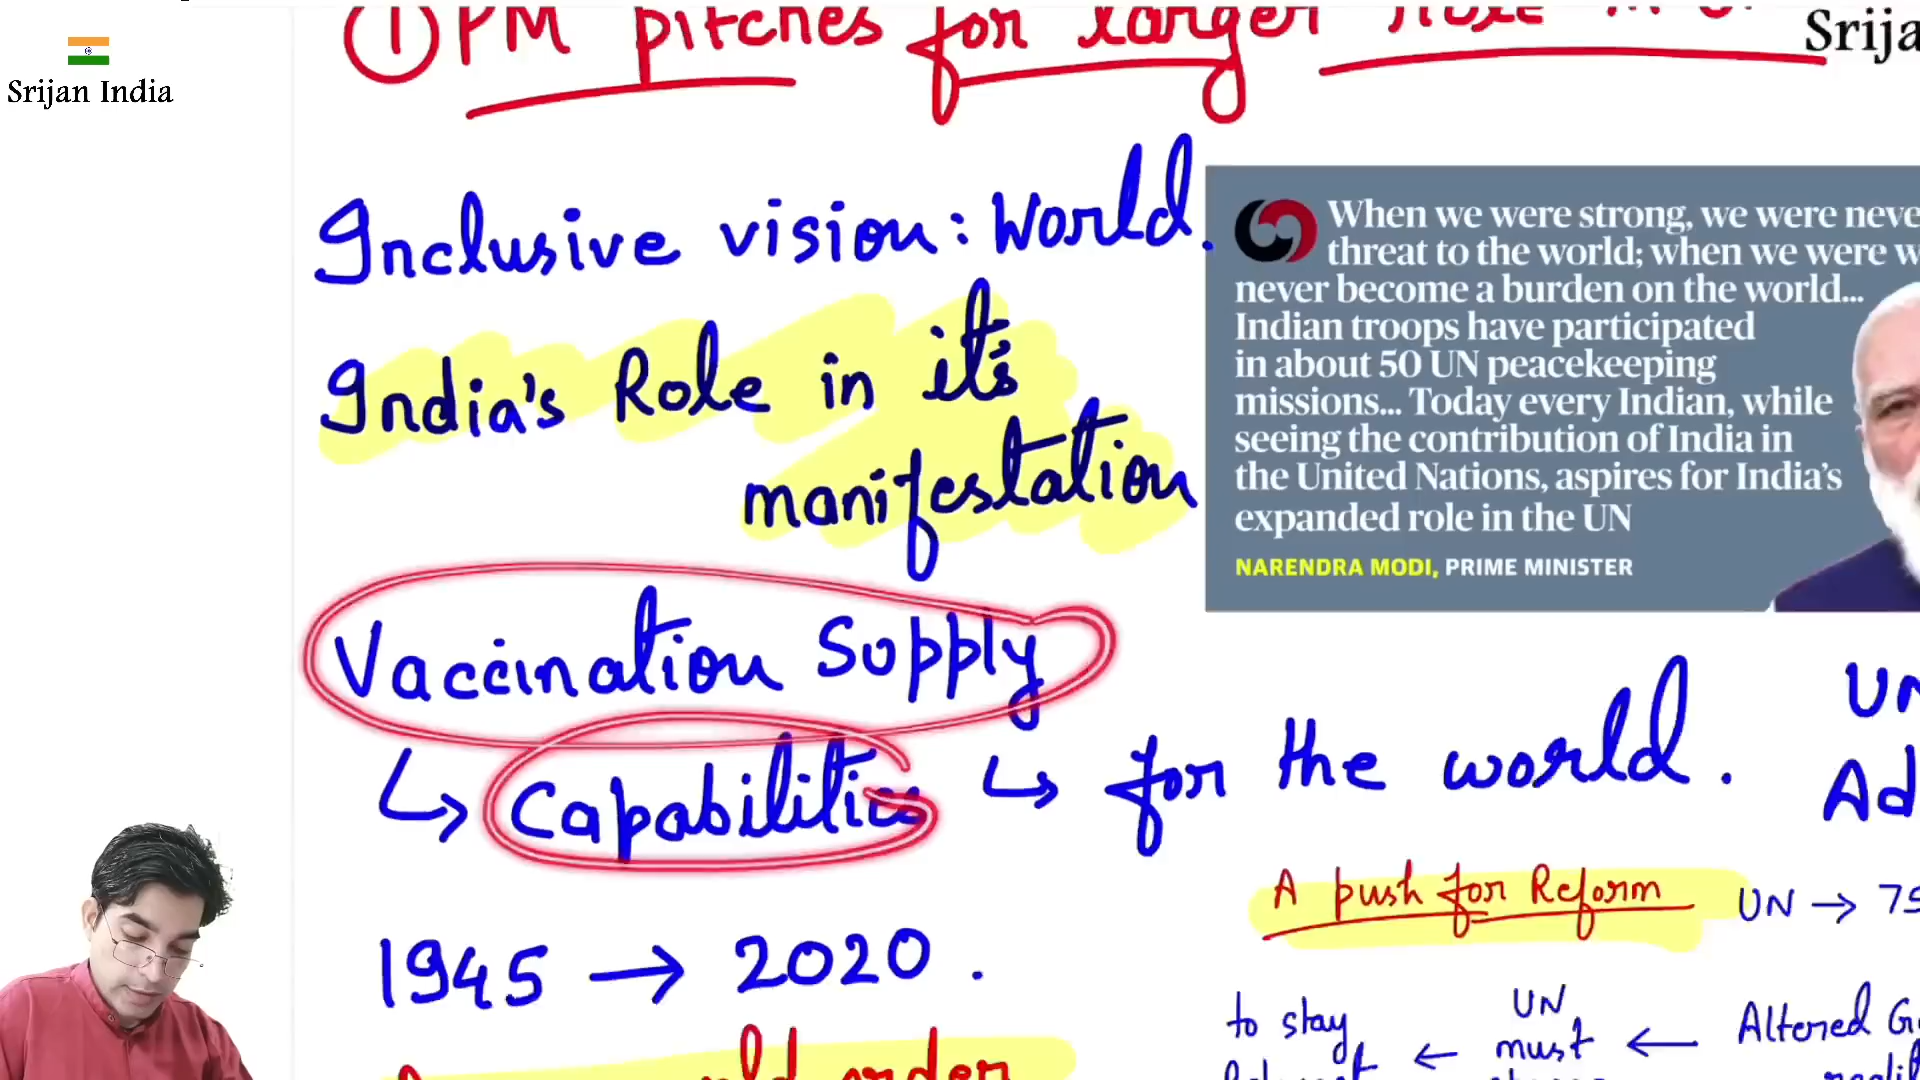 ① PM pitches for larger Role in
Srijan India
Inclusive vision: World.
India's Role in it's
manifestation
When we were strong, we were
threat to the world; when we were
never become a burden on the world...
Indian troops have participated
in about 50 UN peacekeeping
missions... Today every Indian, while
seeing the contribution of India in
the United Nations, aspires for India's
expanded role in the UN
NARENDRA MODI, PRIME MINISTER
Vaccination Supply
↳ Capabilities ↳ for the world.
A push for Reform UN →
1945 → 2020 .
to stay ← UN must ← Altered
order